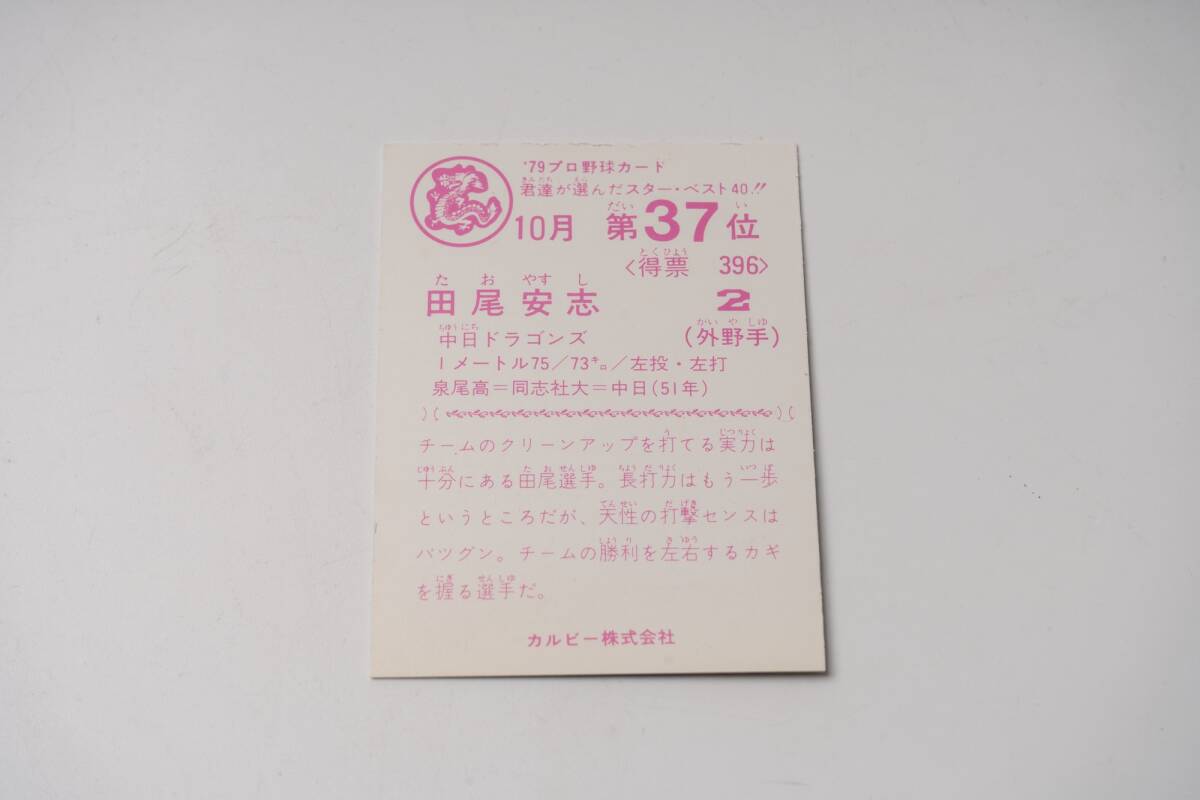 '79プロ野球カード
君達が選んだスター・ベスト40!!
10月 第37位
<得票 396>
田尾安志 2
中日ドラゴンズ (外野手)
1メートル75/73キロ/左投・左打
泉尾高=同志社大=中日(51年)
チームのクリーンアップを打てる実力は
十分にある田尾選手。長打力はもう一歩
というところだが、天性の打撃センスは
バツグン。チームの勝利を左右するカギ
を握る選手だ。
カルビー株式会社